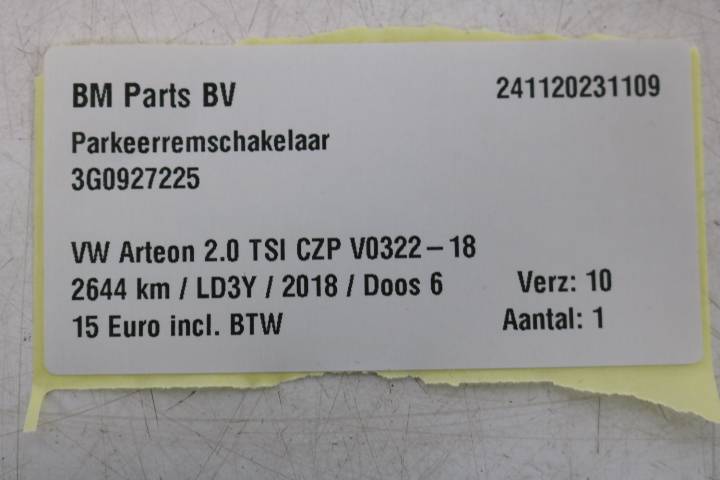 BM Parts BV 241120231109
Parkeerremschakelaar
3G0927225
VW Arteon 2.0 TSI CZP V0322-18
2644 km / LD3Y / 2018 / Doos 6 Verz: 10
15 Euro incl. BTW Aantal: 1